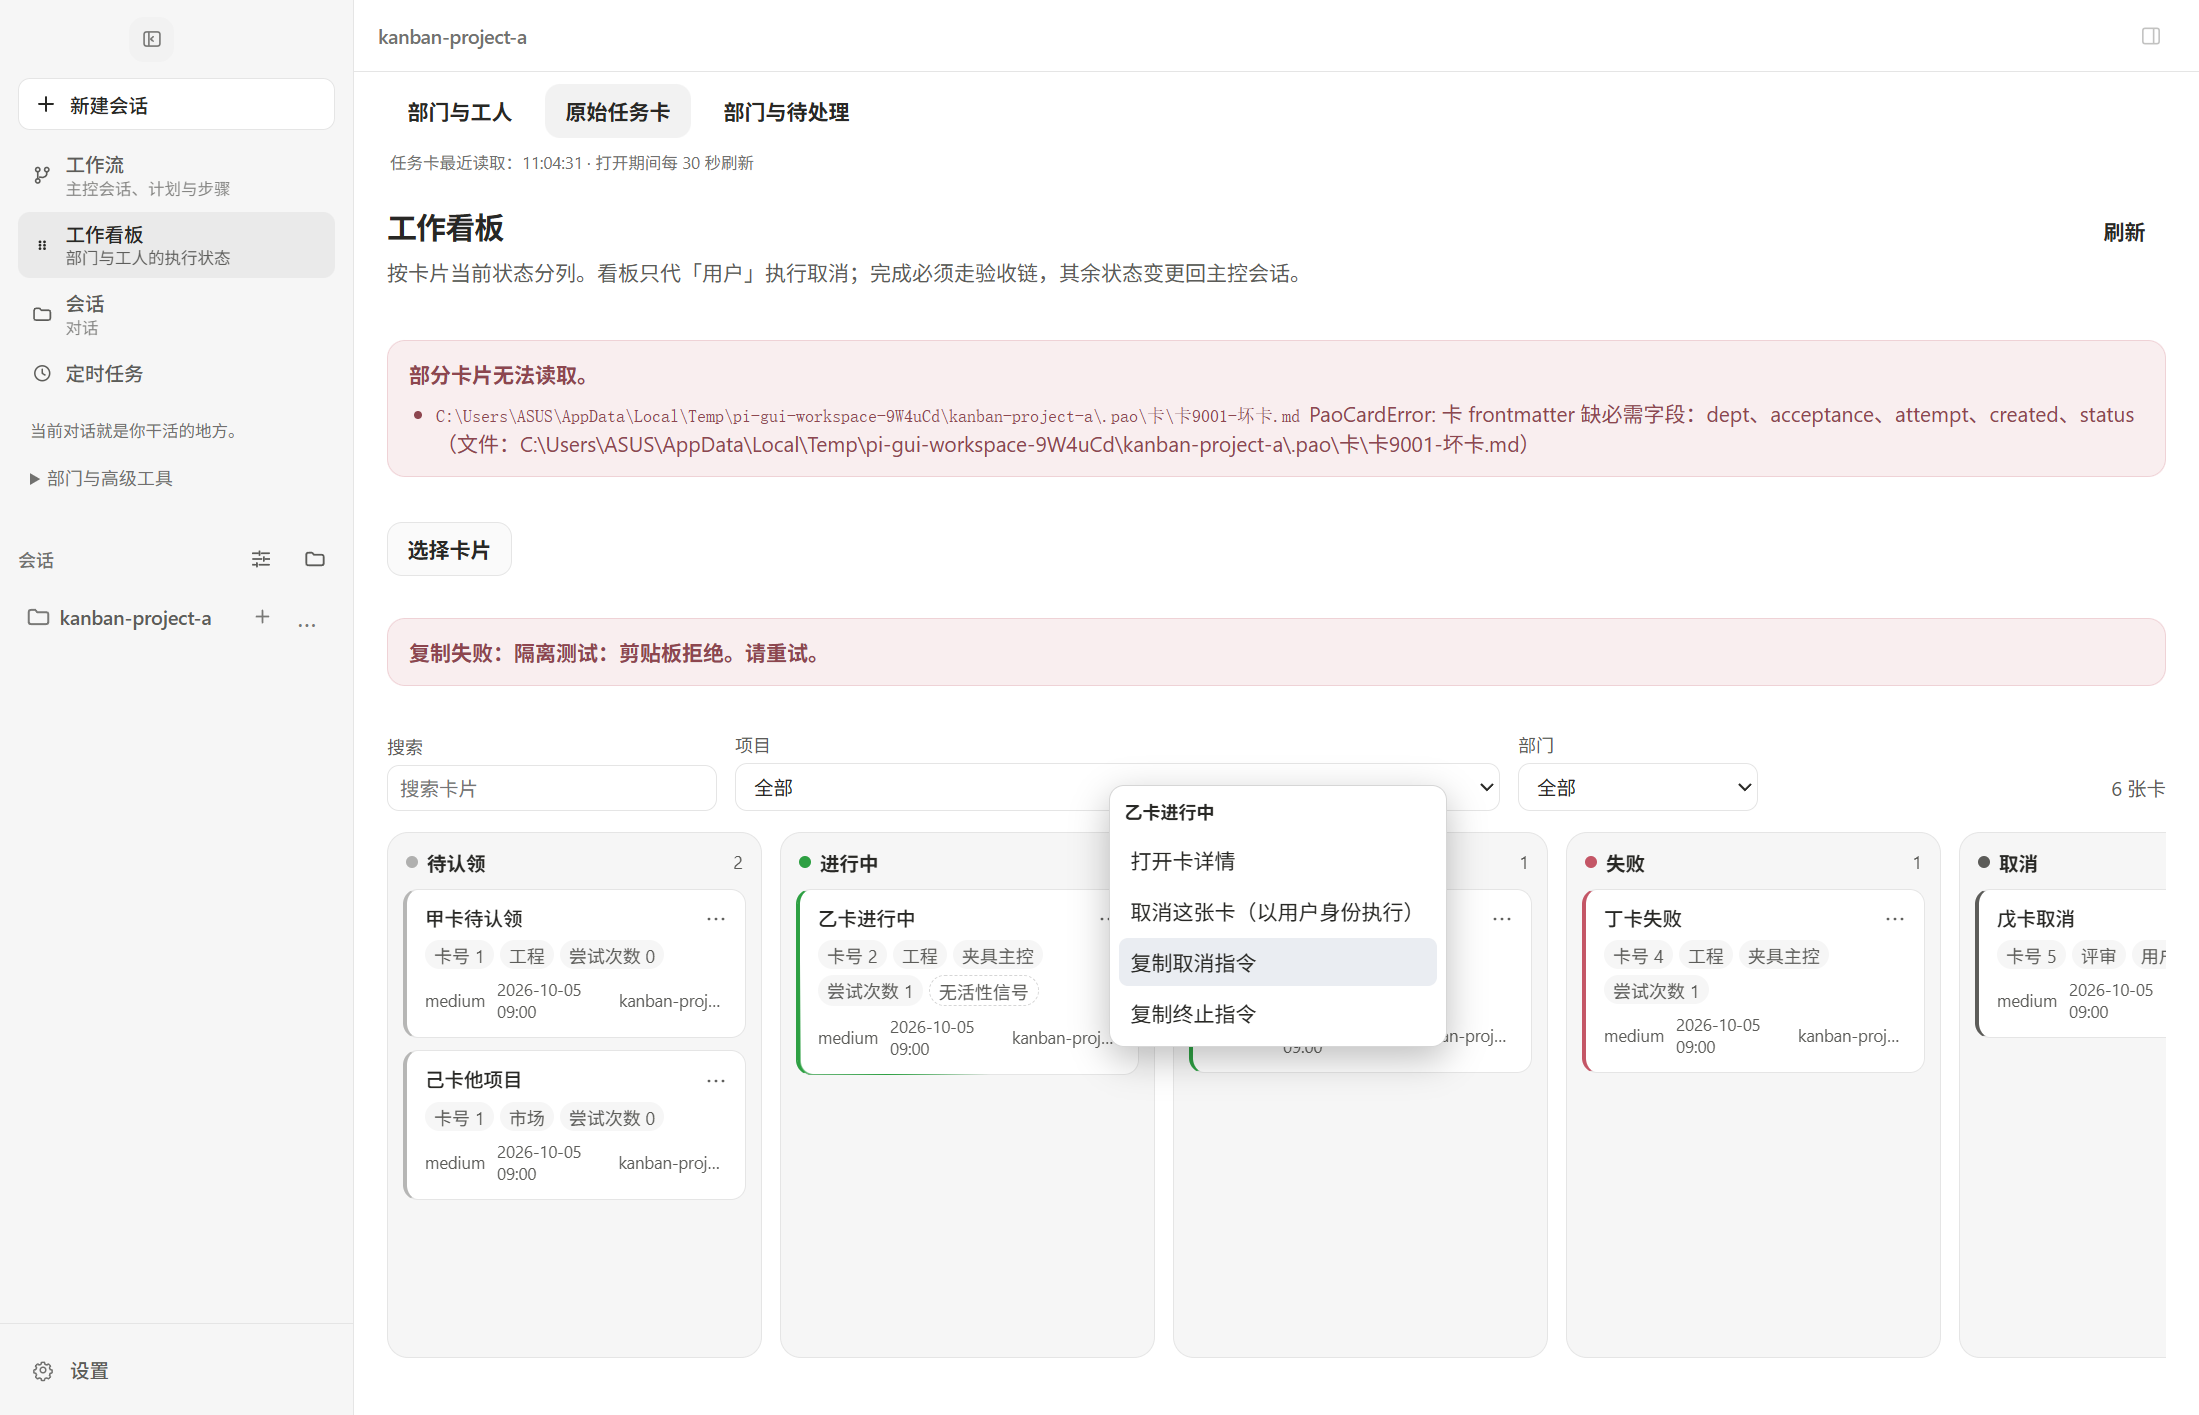 新建会话
工作流
主控会话、计划与步骤
工作看板
部门与工人的执行状态
会话
对话
定时任务
当前对话就是你干活的地方。
部门与高级工具
会话
kanban-project-a
设置
kanban-project-a
部门与工人
原始任务卡
部门与待处理
任务卡最近读取：11:04:31 · 打开期间每 30 秒刷新
工作看板
刷新
按卡片当前状态分列。看板只代「用户」执行取消；完成必须走验收链，其余状态变更回主控会话。
部分卡片无法读取。
C:\Users\ASUS\AppData\Local\Temp\pi-gui-workspace-9W4uCd\kanban-project-a\.pao\卡\卡9001-坏卡.md PaoCardError: 卡 frontmatter 缺必需字段：dept、acceptance、attempt、created、status
（文件：C:\Users\ASUS\AppData\Local\Temp\pi-gui-workspace-9W4uCd\kanban-project-a\.pao\卡\卡9001-坏卡.md）
选择卡片
复制失败：隔离测试：剪贴板拒绝。请重试。
搜索
搜索卡片
项目
全部
部门
全部
6 张卡
待认领
2
甲卡待认领
卡号 1
工程
尝试次数 0
medium
2026-10-05
09:00
kanban-proj...
己卡他项目
卡号 1
市场
尝试次数 0
medium
2026-10-05
09:00
kanban-proj...
进行中
乙卡进行中
卡号 2
工程
夹具主控
尝试次数 1
无活性信号
medium
2026-10-05
09:00
kanban-proj...
乙卡进行中
打开卡详情
取消这张卡（以用户身份执行）
复制取消指令
复制终止指令
1
09:00
an-proj...
失败
1
丁卡失败
卡号 4
工程
夹具主控
尝试次数 1
medium
2026-10-05
09:00
kanban-proj...
取消
戊卡取消
卡号 5
评审
用
medium
2026-10-05
09:00